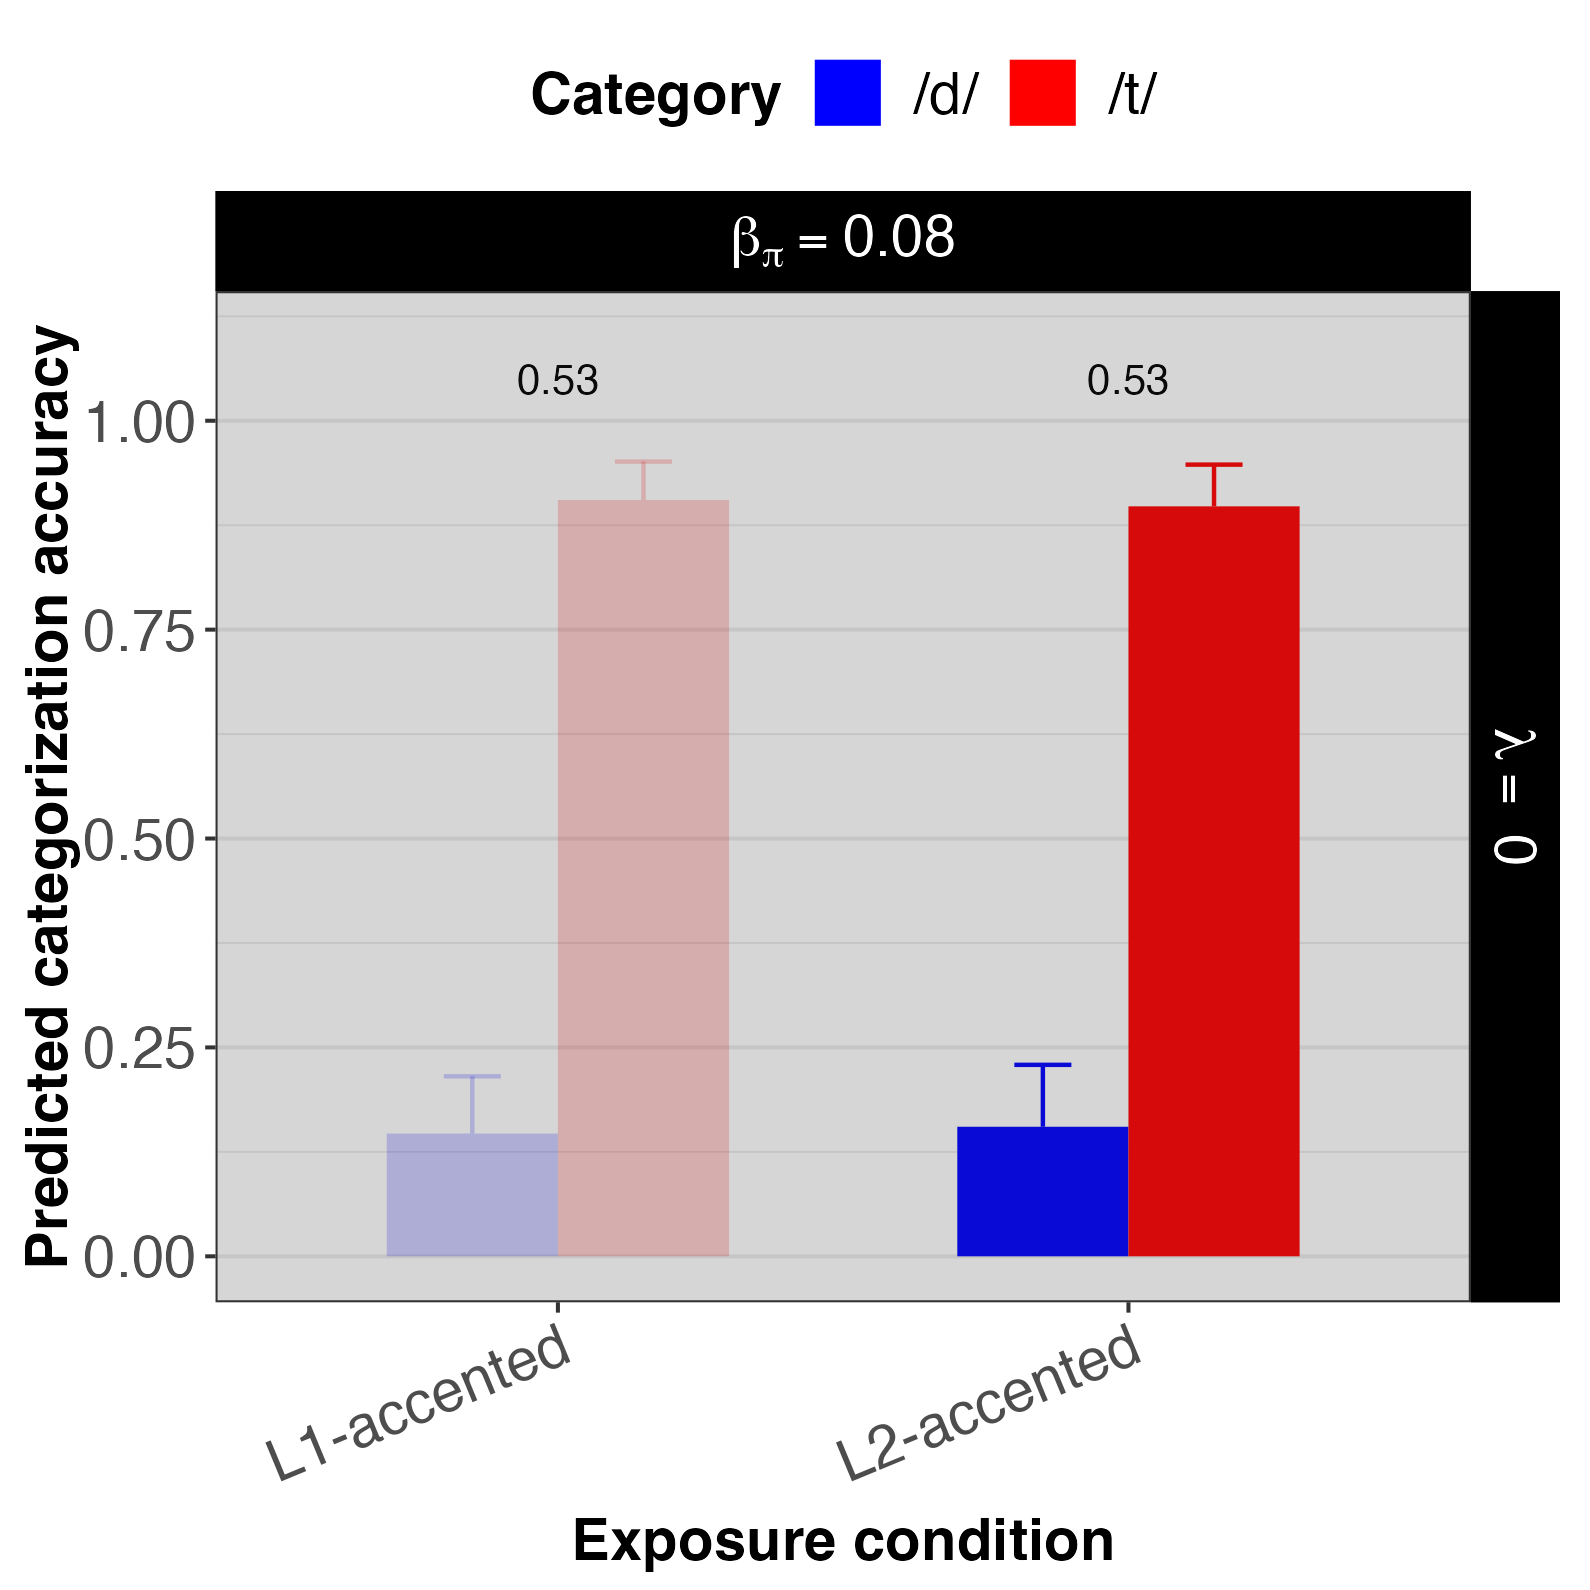 Category /d/ /t/
βπ = 0.08
λ = 0
0.53 0.53
Predicted categorization accuracy
1.00
0.75
0.50
0.25
0.00
L1-accented L2-accented
Exposure condition